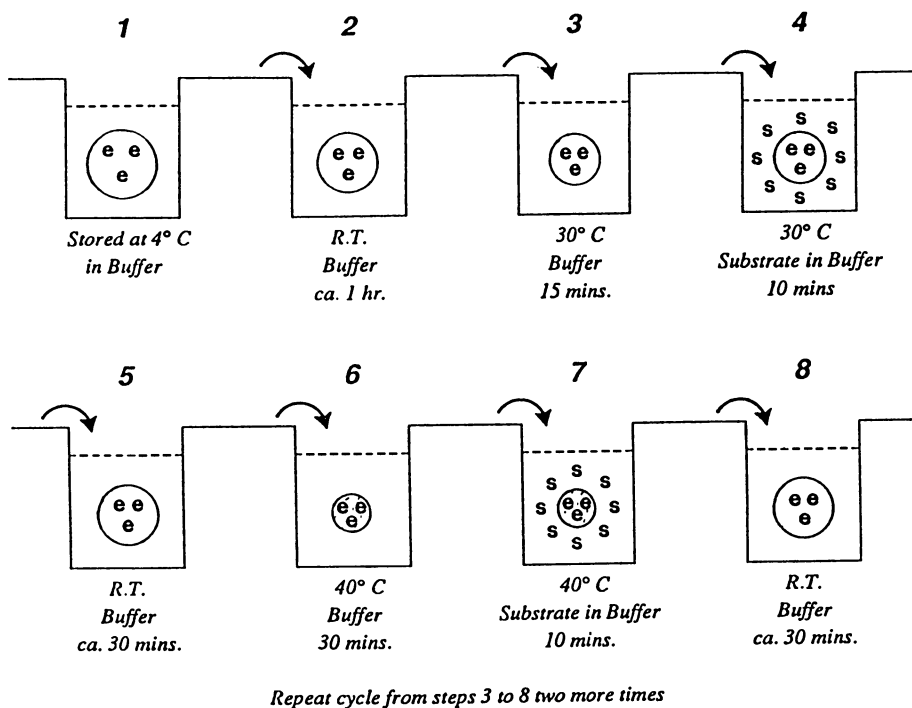 1 2 3 4
e e e
e e e
e e e
s s s s s s s s e e e
Stored at 4° C
in Buffer
R.T.
Buffer
ca. 1 hr.
30° C
Buffer
15 mins.
30° C
Substrate in Buffer
10 mins
5 6 7 8
e e e
e e e
s s s s s s s s e e e
e e e
R.T.
Buffer
ca. 30 mins.
40° C
Buffer
30 mins.
40° C
Substrate in Buffer
10 mins.
R.T.
Buffer
ca. 30 mins.
Repeat cycle from steps 3 to 8 two more times